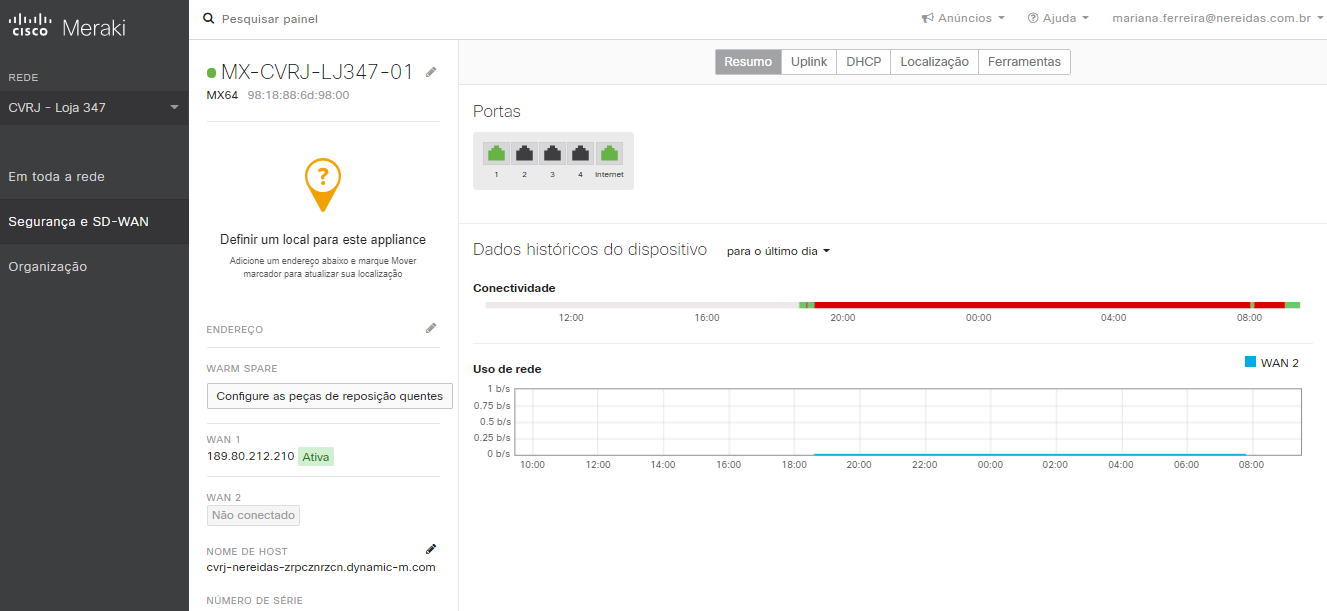 cisco Meraki
Pesquisar painel
Anúncios
Ajuda
mariana.ferreira@nereidas.com.br
REDE
CVRJ - Loja 347
Em toda a rede
Segurança e SD-WAN
Organização
MX-CVRJ-LJ347-01
MX64 98:18:88:6d:98:00
?
Definir um local para este appliance
Adicione um endereço abaixo e marque Mover
marcador para atualizar sua localização
ENDEREÇO
WARM SPARE
Configure as peças de reposição quentes
WAN 1
189.80.212.210 Ativa
WAN 2
Não conectado
NOME DE HOST
cvrj-nereidas-zrpcznrzcn.dynamic-m.com
NÚMERO DE SÉRIE
Resumo Uplink DHCP Localização Ferramentas
Portas
1 2 3 4 Internet
Dados históricos do dispositivo para o último dia
Conectividade
12:00 16:00 20:00 00:00 04:00 08:00
Uso de rede
WAN 2
1 b/s
0.75 b/s
0.5 b/s
0.25 b/s
0 b/s
10:00 12:00 14:00 16:00 18:00 20:00 22:00 00:00 02:00 04:00 06:00 08:00